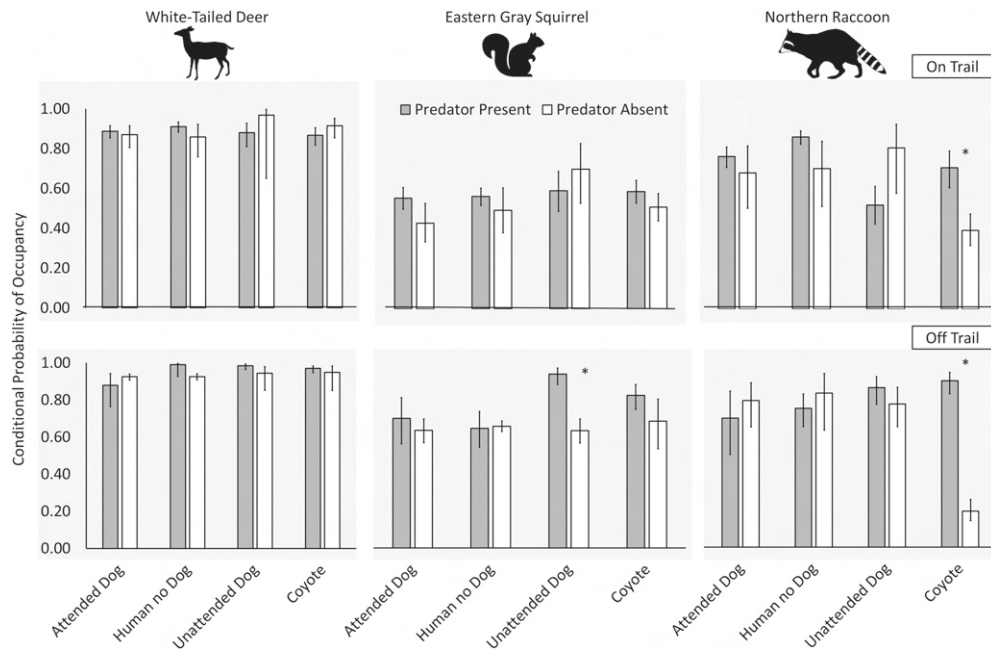 White-Tailed Deer
Eastern Gray Squirrel
Northern Raccoon
On Trail
Predator Present
Predator Absent
Conditional Probability of Occupancy
1.00
0.80
0.60
0.40
0.20
0.00
*
Off Trail
1.00
0.80
0.60
0.40
0.20
0.00
*
*
Attended Dog
Human no Dog
Unattended Dog
Coyote
Attended Dog
Human no Dog
Unattended Dog
Coyote
Attended Dog
Human no Dog
Unattended Dog
Coyote